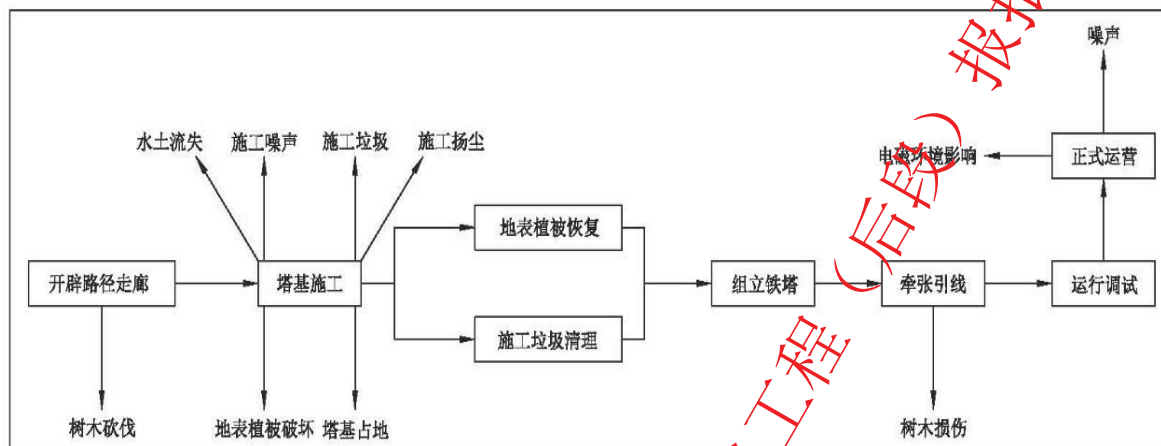 噪声
水土流失
施工噪声
施工垃圾
施工扬尘
电磁环境影响
正式运营
地表植被恢复
开辟路径走廊
塔基施工
组立铁塔
牵张引线
运行调试
施工垃圾清理
树木砍伐
地表植被破坏
塔基占地
树木损伤
工程（后段）报